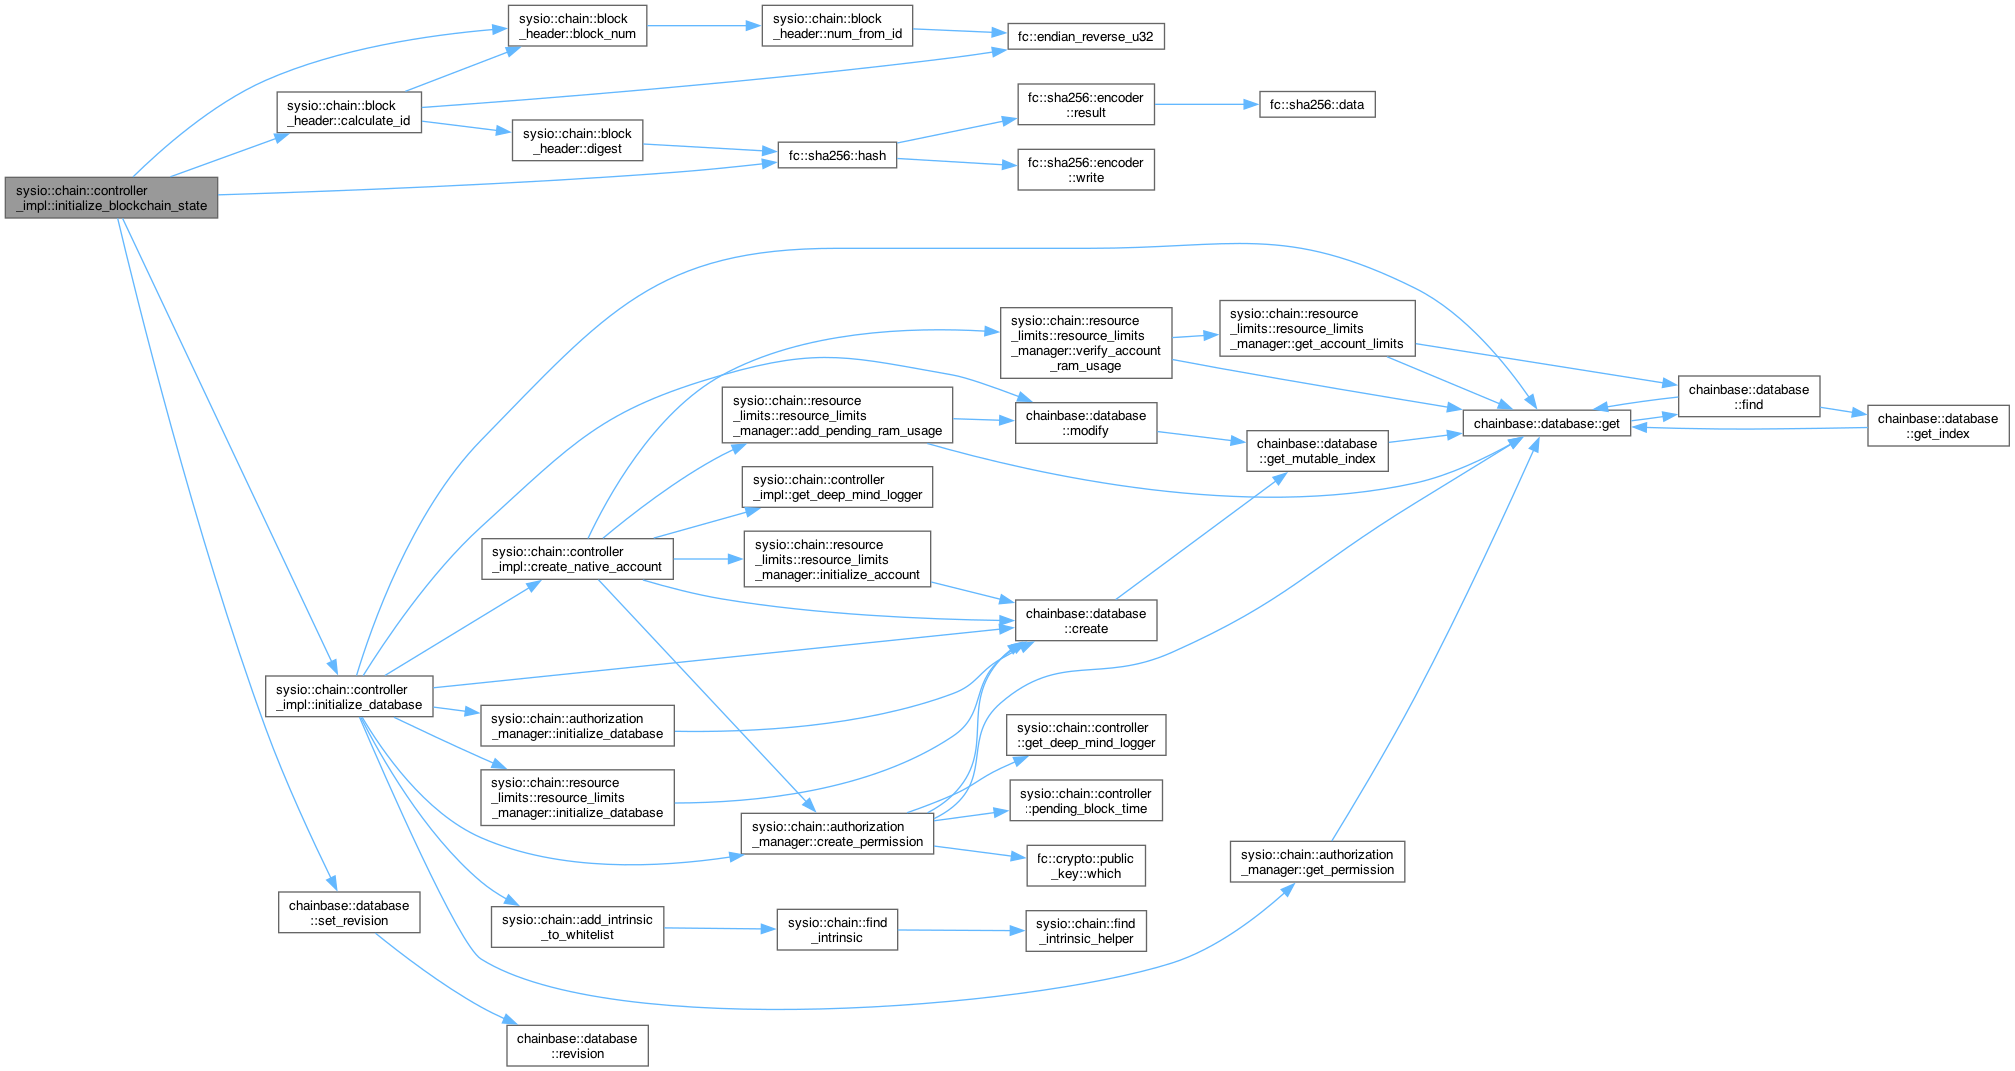 sysio::chain::controller
_impl::initialize_blockchain_state
sysio::chain::block
_header::block_num
sysio::chain::block
_header::calculate_id
sysio::chain::block
_header::digest
sysio::chain::block
_header::num_from_id
fc::endian_reverse_u32
fc::sha256::hash
fc::sha256::encoder
::result
fc::sha256::data
fc::sha256::encoder
::write
sysio::chain::controller
_impl::initialize_database
chainbase::database
::set_revision
chainbase::database
::revision
sysio::chain::controller
_impl::create_native_account
sysio::chain::authorization
_manager::initialize_database
sysio::chain::resource
_limits::resource_limits
_manager::initialize_database
sysio::chain::add_intrinsic
_to_whitelist
sysio::chain::resource
_limits::resource_limits
_manager::add_pending_ram_usage
sysio::chain::controller
_impl::get_deep_mind_logger
sysio::chain::resource
_limits::resource_limits
_manager::initialize_account
sysio::chain::authorization
_manager::create_permission
sysio::chain::find
_intrinsic
sysio::chain::resource
_limits::resource_limits
_manager::verify_account
_ram_usage
chainbase::database
::modify
chainbase::database
::create
sysio::chain::controller
::get_deep_mind_logger
sysio::chain::controller
::pending_block_time
fc::crypto::public
_key::which
sysio::chain::find
_intrinsic_helper
sysio::chain::resource
_limits::resource_limits
_manager::get_account_limits
chainbase::database
::get_mutable_index
sysio::chain::authorization
_manager::get_permission
chainbase::database::get
chainbase::database
::find
chainbase::database
::get_index